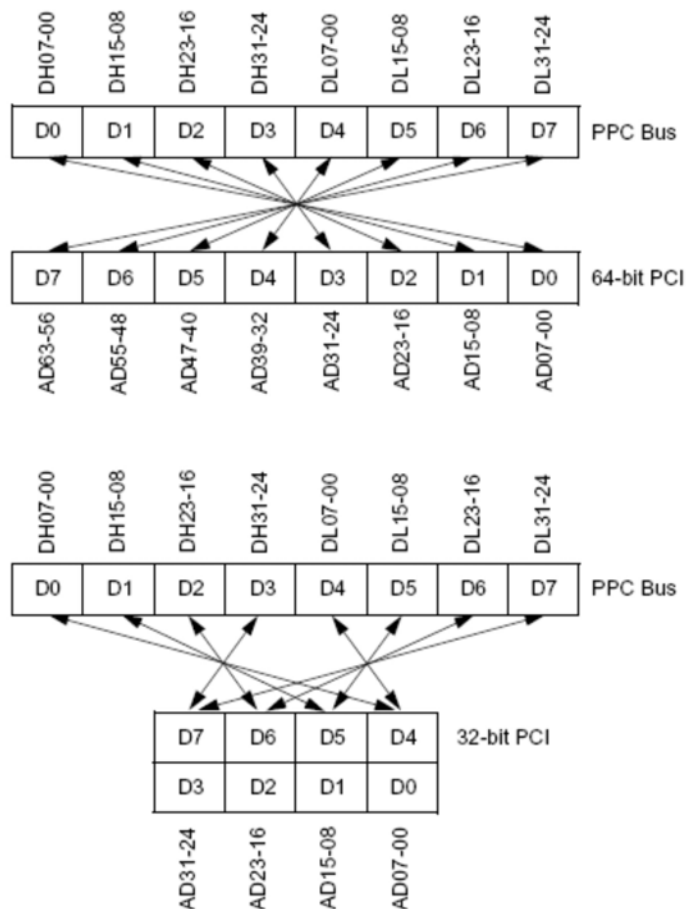 DH07-00 DH15-08 DH23-16 DH31-24 DL07-00 DL15-08 DL23-16 DL31-24
D0 D1 D2 D3 D4 D5 D6 D7 PPC Bus
D7 D6 D5 D4 D3 D2 D1 D0 64-bit PCI
AD63-56 AD55-48 AD47-40 AD39-32 AD31-24 AD23-16 AD15-08 AD07-00
DH07-00 DH15-08 DH23-16 DH31-24 DL07-00 DL15-08 DL23-16 DL31-24
D0 D1 D2 D3 D4 D5 D6 D7 PPC Bus
D7 D6 D5 D4 32-bit PCI
D3 D2 D1 D0
AD31-24 AD23-16 AD15-08 AD07-00